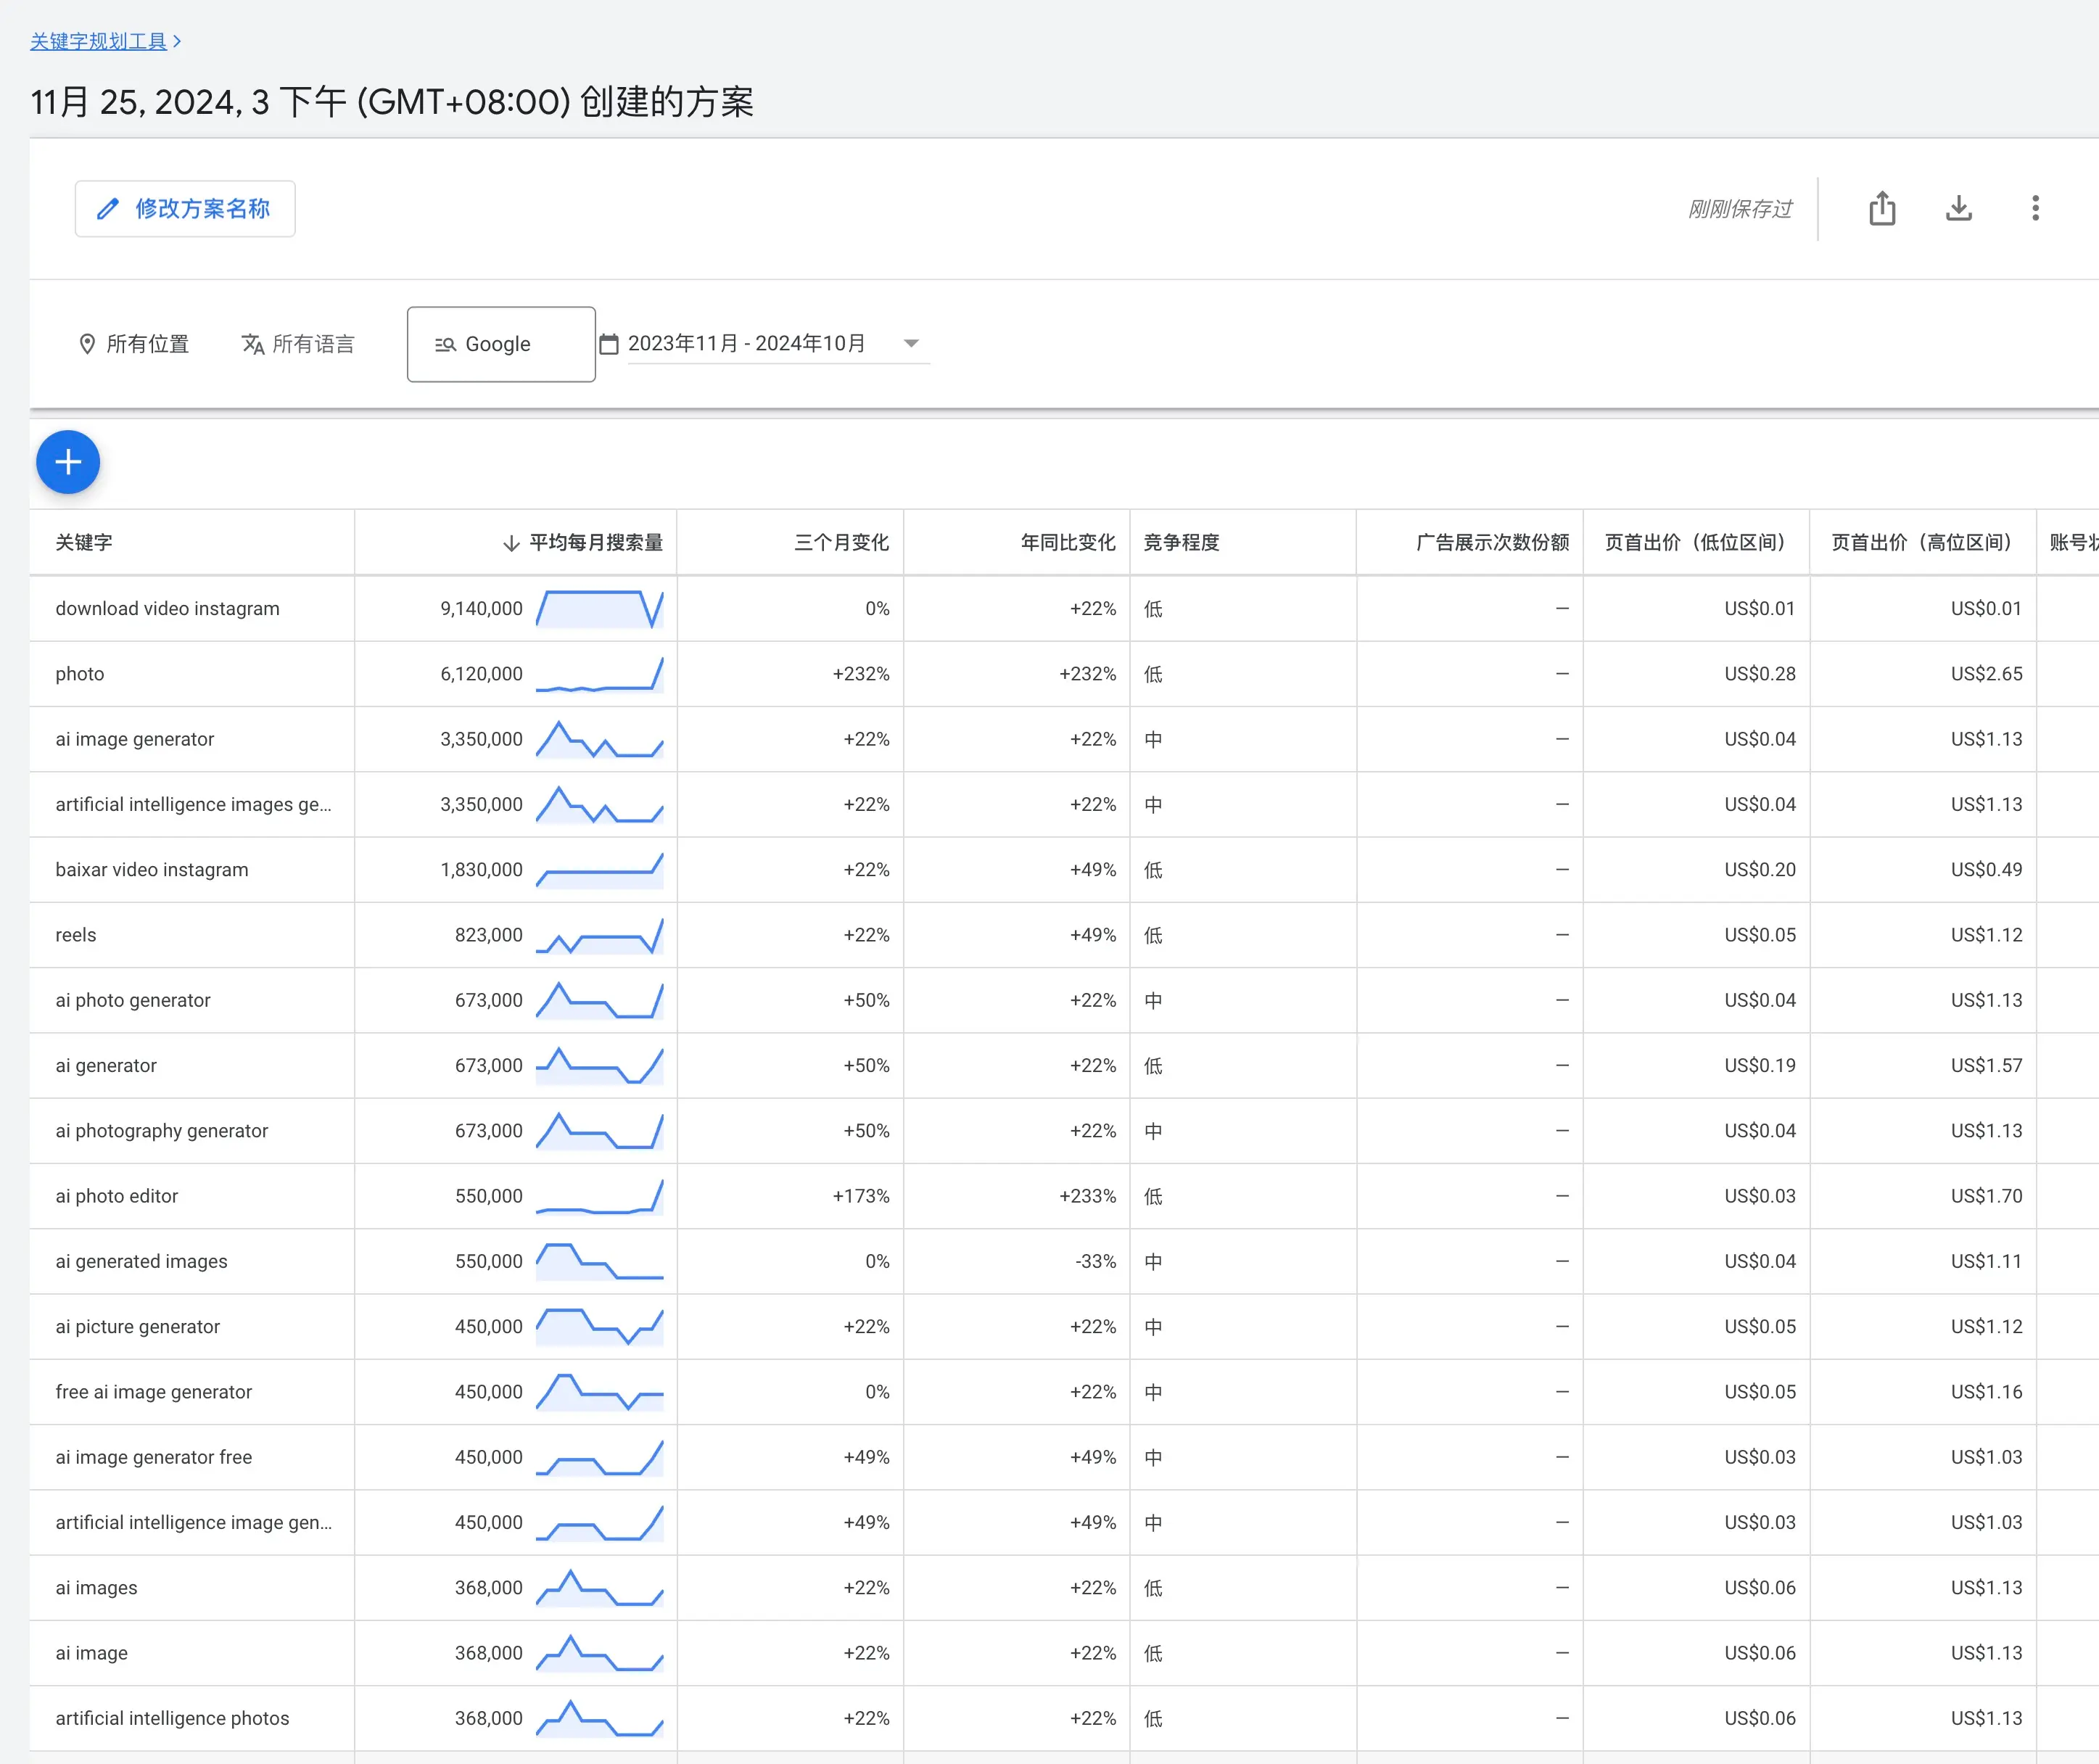 关键字规划工具
11月 25, 2024, 3 下午 (GMT+08:00) 创建的方案
修改方案名称 刚刚保存过
所有位置 所有语言 Google 2023年11月 - 2024年10月
关键字 平均每月搜索量 三个月变化 年同比变化 竞争程度 广告展示次数份额 页首出价（低位区间） 页首出价（高位区间） 账号
download video instagram 9,140,000 0% +22% 低 — US$0.01 US$0.01
photo 6,120,000 +232% +232% 低 — US$0.28 US$2.65
ai image generator 3,350,000 +22% +22% 中 — US$0.04 US$1.13
artificial intelligence images ge... 3,350,000 +22% +22% 中 — US$0.04 US$1.13
baixar video instagram 1,830,000 +22% +49% 低 — US$0.20 US$0.49
reels 823,000 +22% +49% 低 — US$0.05 US$1.12
ai photo generator 673,000 +50% +22% 中 — US$0.04 US$1.13
ai generator 673,000 +50% +22% 低 — US$0.19 US$1.57
ai photography generator 673,000 +50% +22% 中 — US$0.04 US$1.13
ai photo editor 550,000 +173% +233% 低 — US$0.03 US$1.70
ai generated images 550,000 0% -33% 中 — US$0.04 US$1.11
ai picture generator 450,000 +22% +22% 中 — US$0.05 US$1.12
free ai image generator 450,000 0% +22% 中 — US$0.05 US$1.16
ai image generator free 450,000 +49% +49% 中 — US$0.03 US$1.03
artificial intelligence image gen... 450,000 +49% +49% 中 — US$0.03 US$1.03
ai images 368,000 +22% +22% 低 — US$0.06 US$1.13
ai image 368,000 +22% +22% 低 — US$0.06 US$1.13
artificial intelligence photos 368,000 +22% +22% 低 — US$0.06 US$1.13